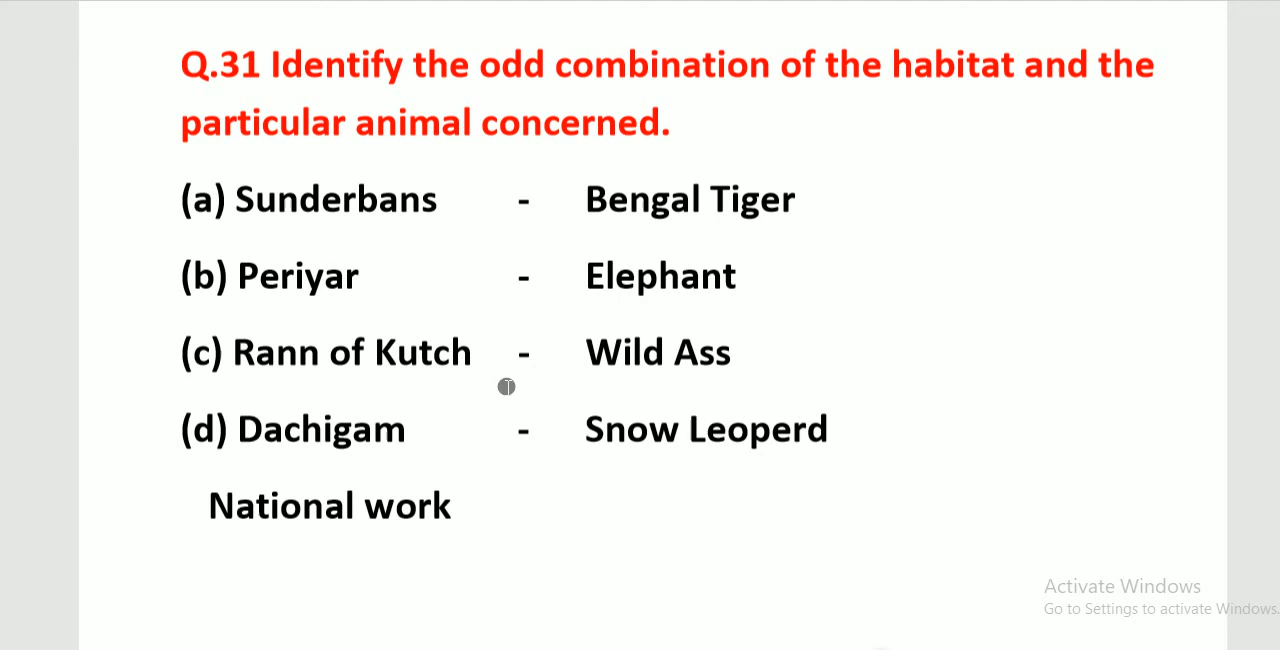 Q.31 Identify the odd combination of the habitat and the
particular animal concerned.
(a) Sunderbans - Bengal Tiger
(b) Periyar - Elephant
(c) Rann of Kutch - Wild Ass
(d) Dachigam - Snow Leoperd
National work
Activate Windows
Go to Settings to activate Windows.